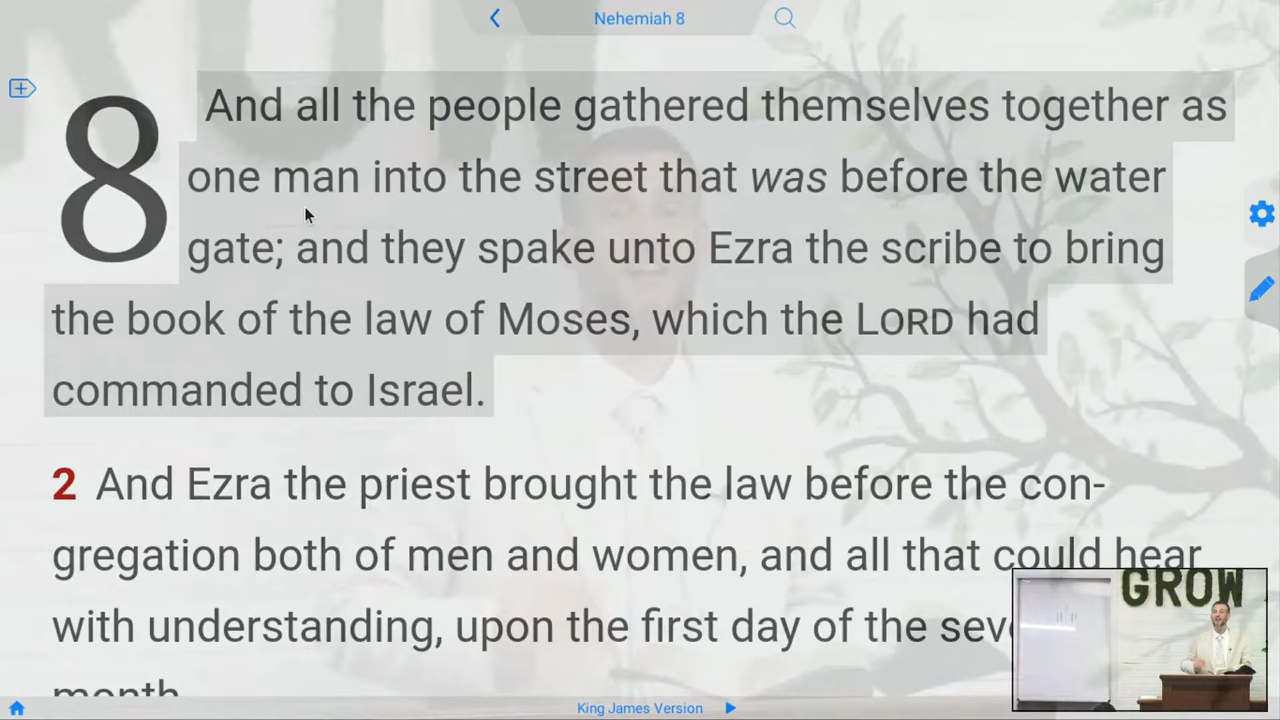 Nehemiah 8
8 And all the people gathered themselves together as
one man into the street that was before the water
gate; and they spake unto Ezra the scribe to bring
the book of the law of Moses, which the LORD had
commanded to Israel.
2 And Ezra the priest brought the law before the con-
gregation both of men and women, and all that could hear
with understanding, upon the first day of the
month
GROW
King James Version